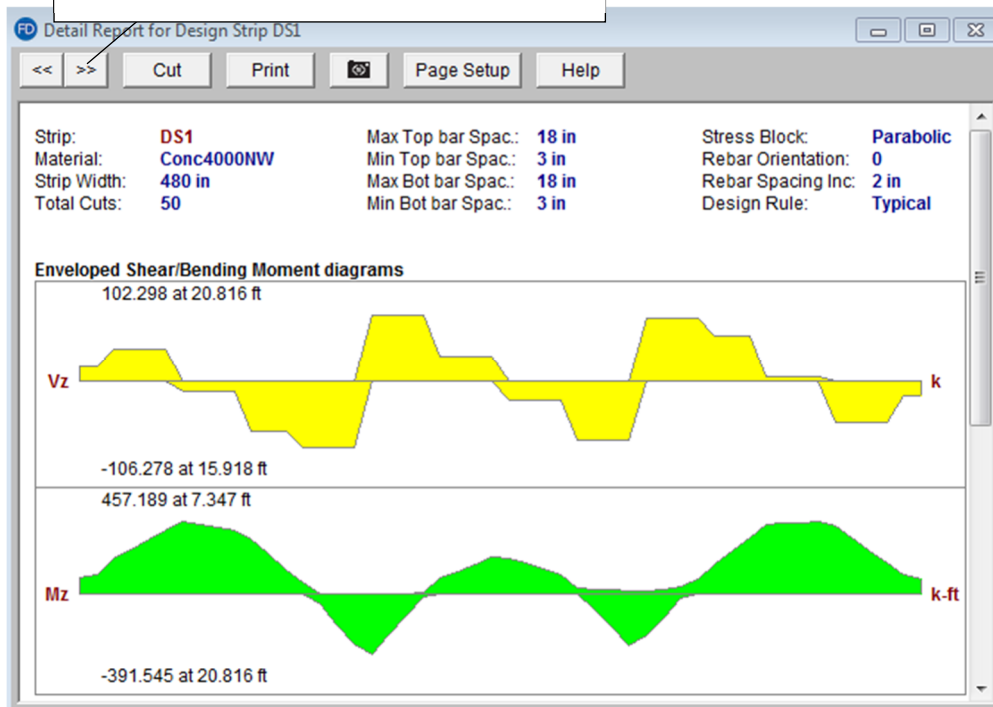 FD Detail Report for Design Strip DS1
<< >> Cut Print Page Setup Help
Strip: DS1 Max Top bar Spac.: 18 in Stress Block: Parabolic
Material: Conc4000NW Min Top bar Spac.: 3 in Rebar Orientation: 0
Strip Width: 480 in Max Bot bar Spac.: 18 in Rebar Spacing Inc: 2 in
Total Cuts: 50 Min Bot bar Spac.: 3 in Design Rule: Typical
Enveloped Shear/Bending Moment diagrams
102.298 at 20.816 ft
Vz k
-106.278 at 15.918 ft
457.189 at 7.347 ft
Mz k-ft
-391.545 at 20.816 ft